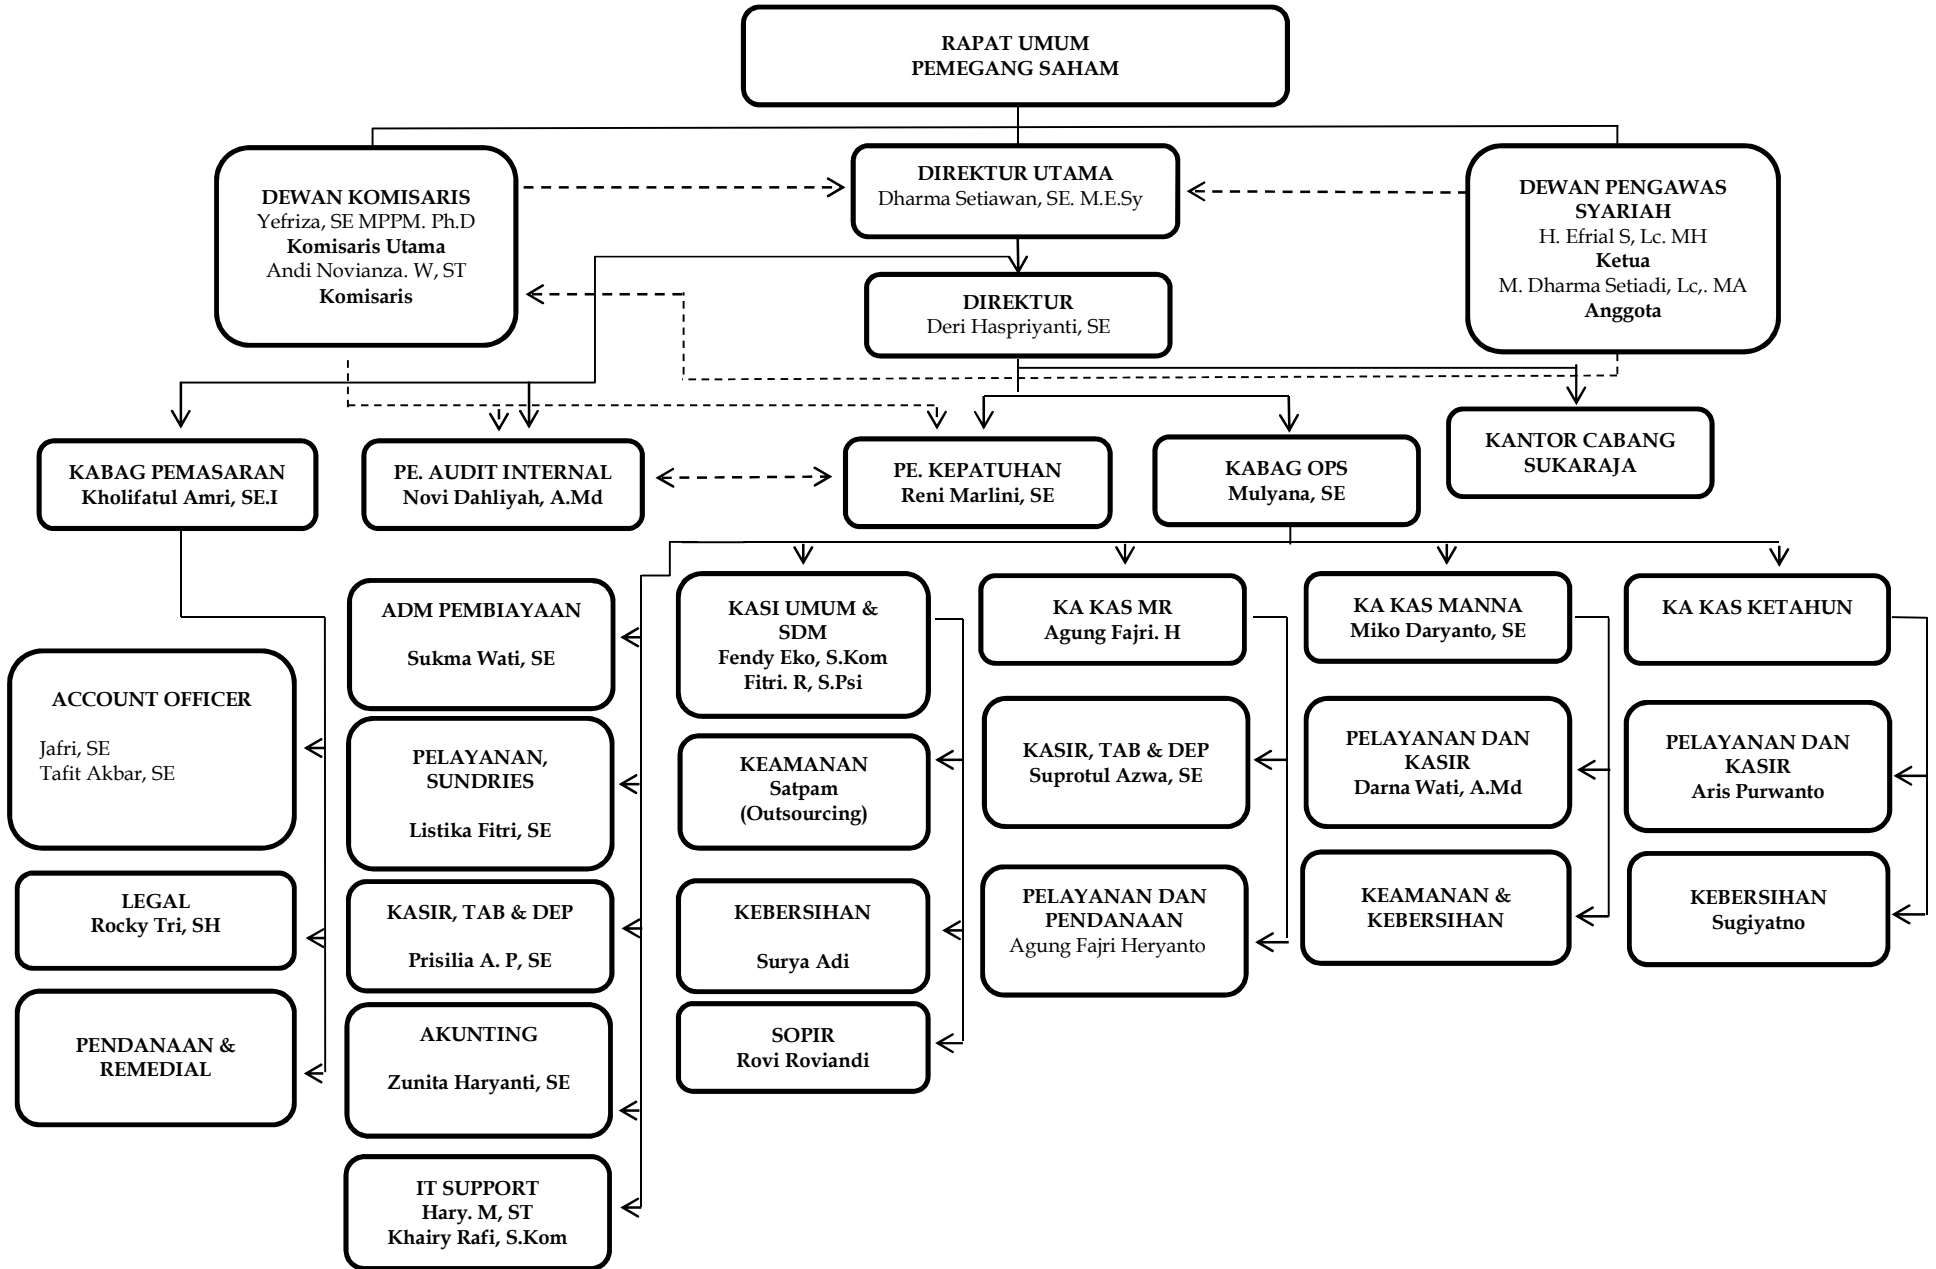 RAPAT UMUM
PEMEGANG SAHAM
DEWAN KOMISARIS
Yefriza, SE MPPM. Ph.D
Komisaris Utama
Andi Novianza. W, ST
Komisaris
DIREKTUR UTAMA
Dharma Setiawan, SE. M.E.Sy
DEWAN PENGAWAS
SYARIAH
H. Efrial S, Lc. MH
Ketua
M. Dharma Setiadi, Lc,. MA
Anggota
DIREKTUR
Deri Haspriyanti, SE
KABAG PEMASARAN
Kholifatul Amri, SE.I
PE. AUDIT INTERNAL
Novi Dahliyah, A.Md
PE. KEPATUHAN
Reni Marlini, SE
KABAG OPS
Mulyana, SE
KANTOR CABANG
SUKARAJA
ACCOUNT OFFICER
Jafri, SE
Tafit Akbar, SE
LEGAL
Rocky Tri, SH
PENDANAAN &
REMEDIAL
ADM PEMBIAYAAN
Sukma Wati, SE
PELAYANAN,
SUNDRIES
Listika Fitri, SE
KASIR, TAB & DEP
Prisilia A. P, SE
AKUNTING
Zunita Haryanti, SE
IT SUPPORT
Hary. M, ST
Khairy Rafi, S.Kom
KASI UMUM &
SDM
Fendy Eko, S.Kom
Fitri. R, S.Psi
KEAMANAN
Satpam
(Outsourcing)
KEBERSIHAN
Surya Adi
SOPIR
Rovi Roviandi
KA KAS MR
Agung Fajri. H
KASIR, TAB & DEP
Suprotul Azwa, SE
PELAYANAN DAN
PENDANAAN
Agung Fajri Heryanto
KA KAS MANNA
Miko Daryanto, SE
PELAYANAN DAN
KASIR
Darna Wati, A.Md
KEAMANAN &
KEBERSIHAN
KA KAS KETAHUN
PELAYANAN DAN
KASIR
Aris Purwanto
KEBERSIHAN
Sugiyatno